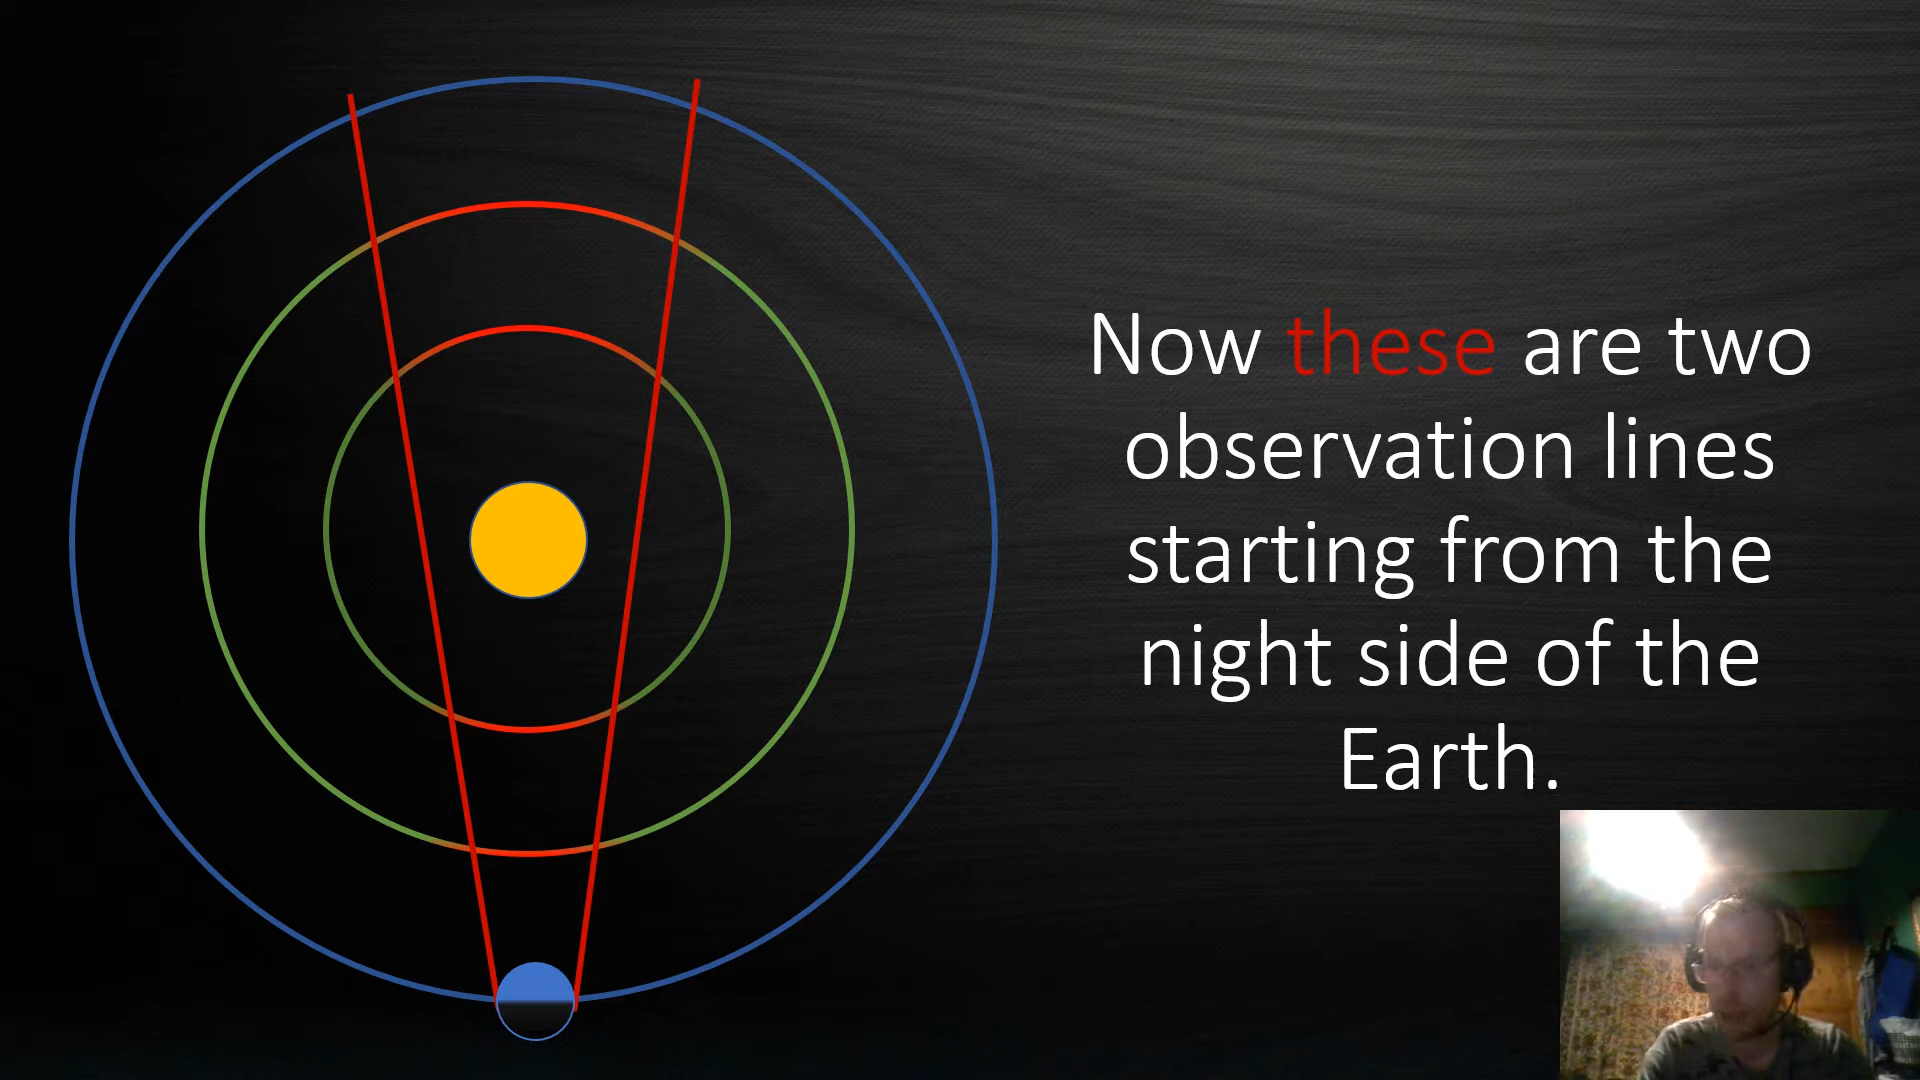 Now these are two
observation lines
starting from the
night side of the
Earth.